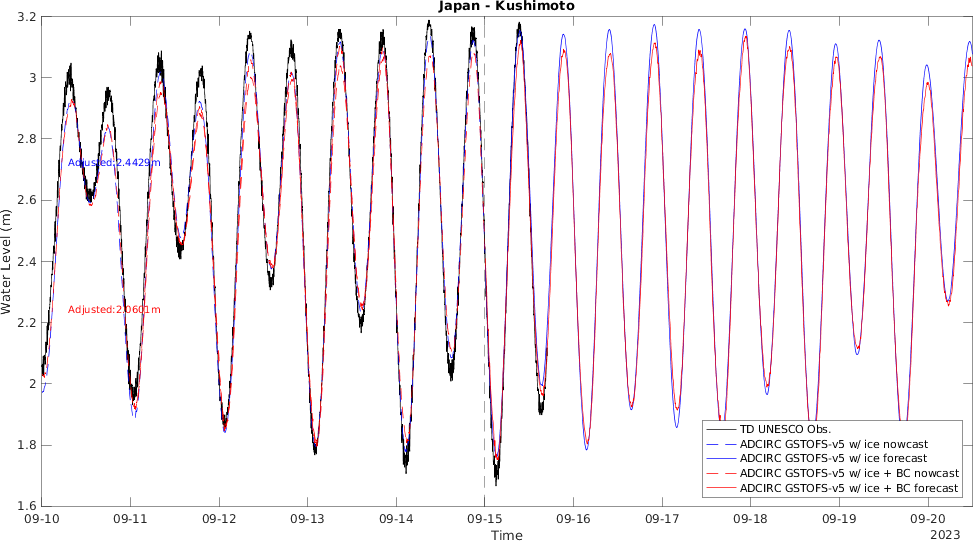 Japan - Kushimoto
Water Level (m)
3.2
3
2.8
2.6
2.4
2.2
2
1.8
1.6
Adjusted:2.4429m
Adjusted:2.0601m
TD UNESCO Obs.
ADCIRC GSTOFS-v5 w/ ice nowcast
ADCIRC GSTOFS-v5 w/ ice forecast
ADCIRC GSTOFS-v5 w/ ice + BC nowcast
ADCIRC GSTOFS-v5 w/ ice + BC forecast
09-10 09-11 09-12 09-13 09-14 09-15 09-16 09-17 09-18 09-19 09-20
Time
2023